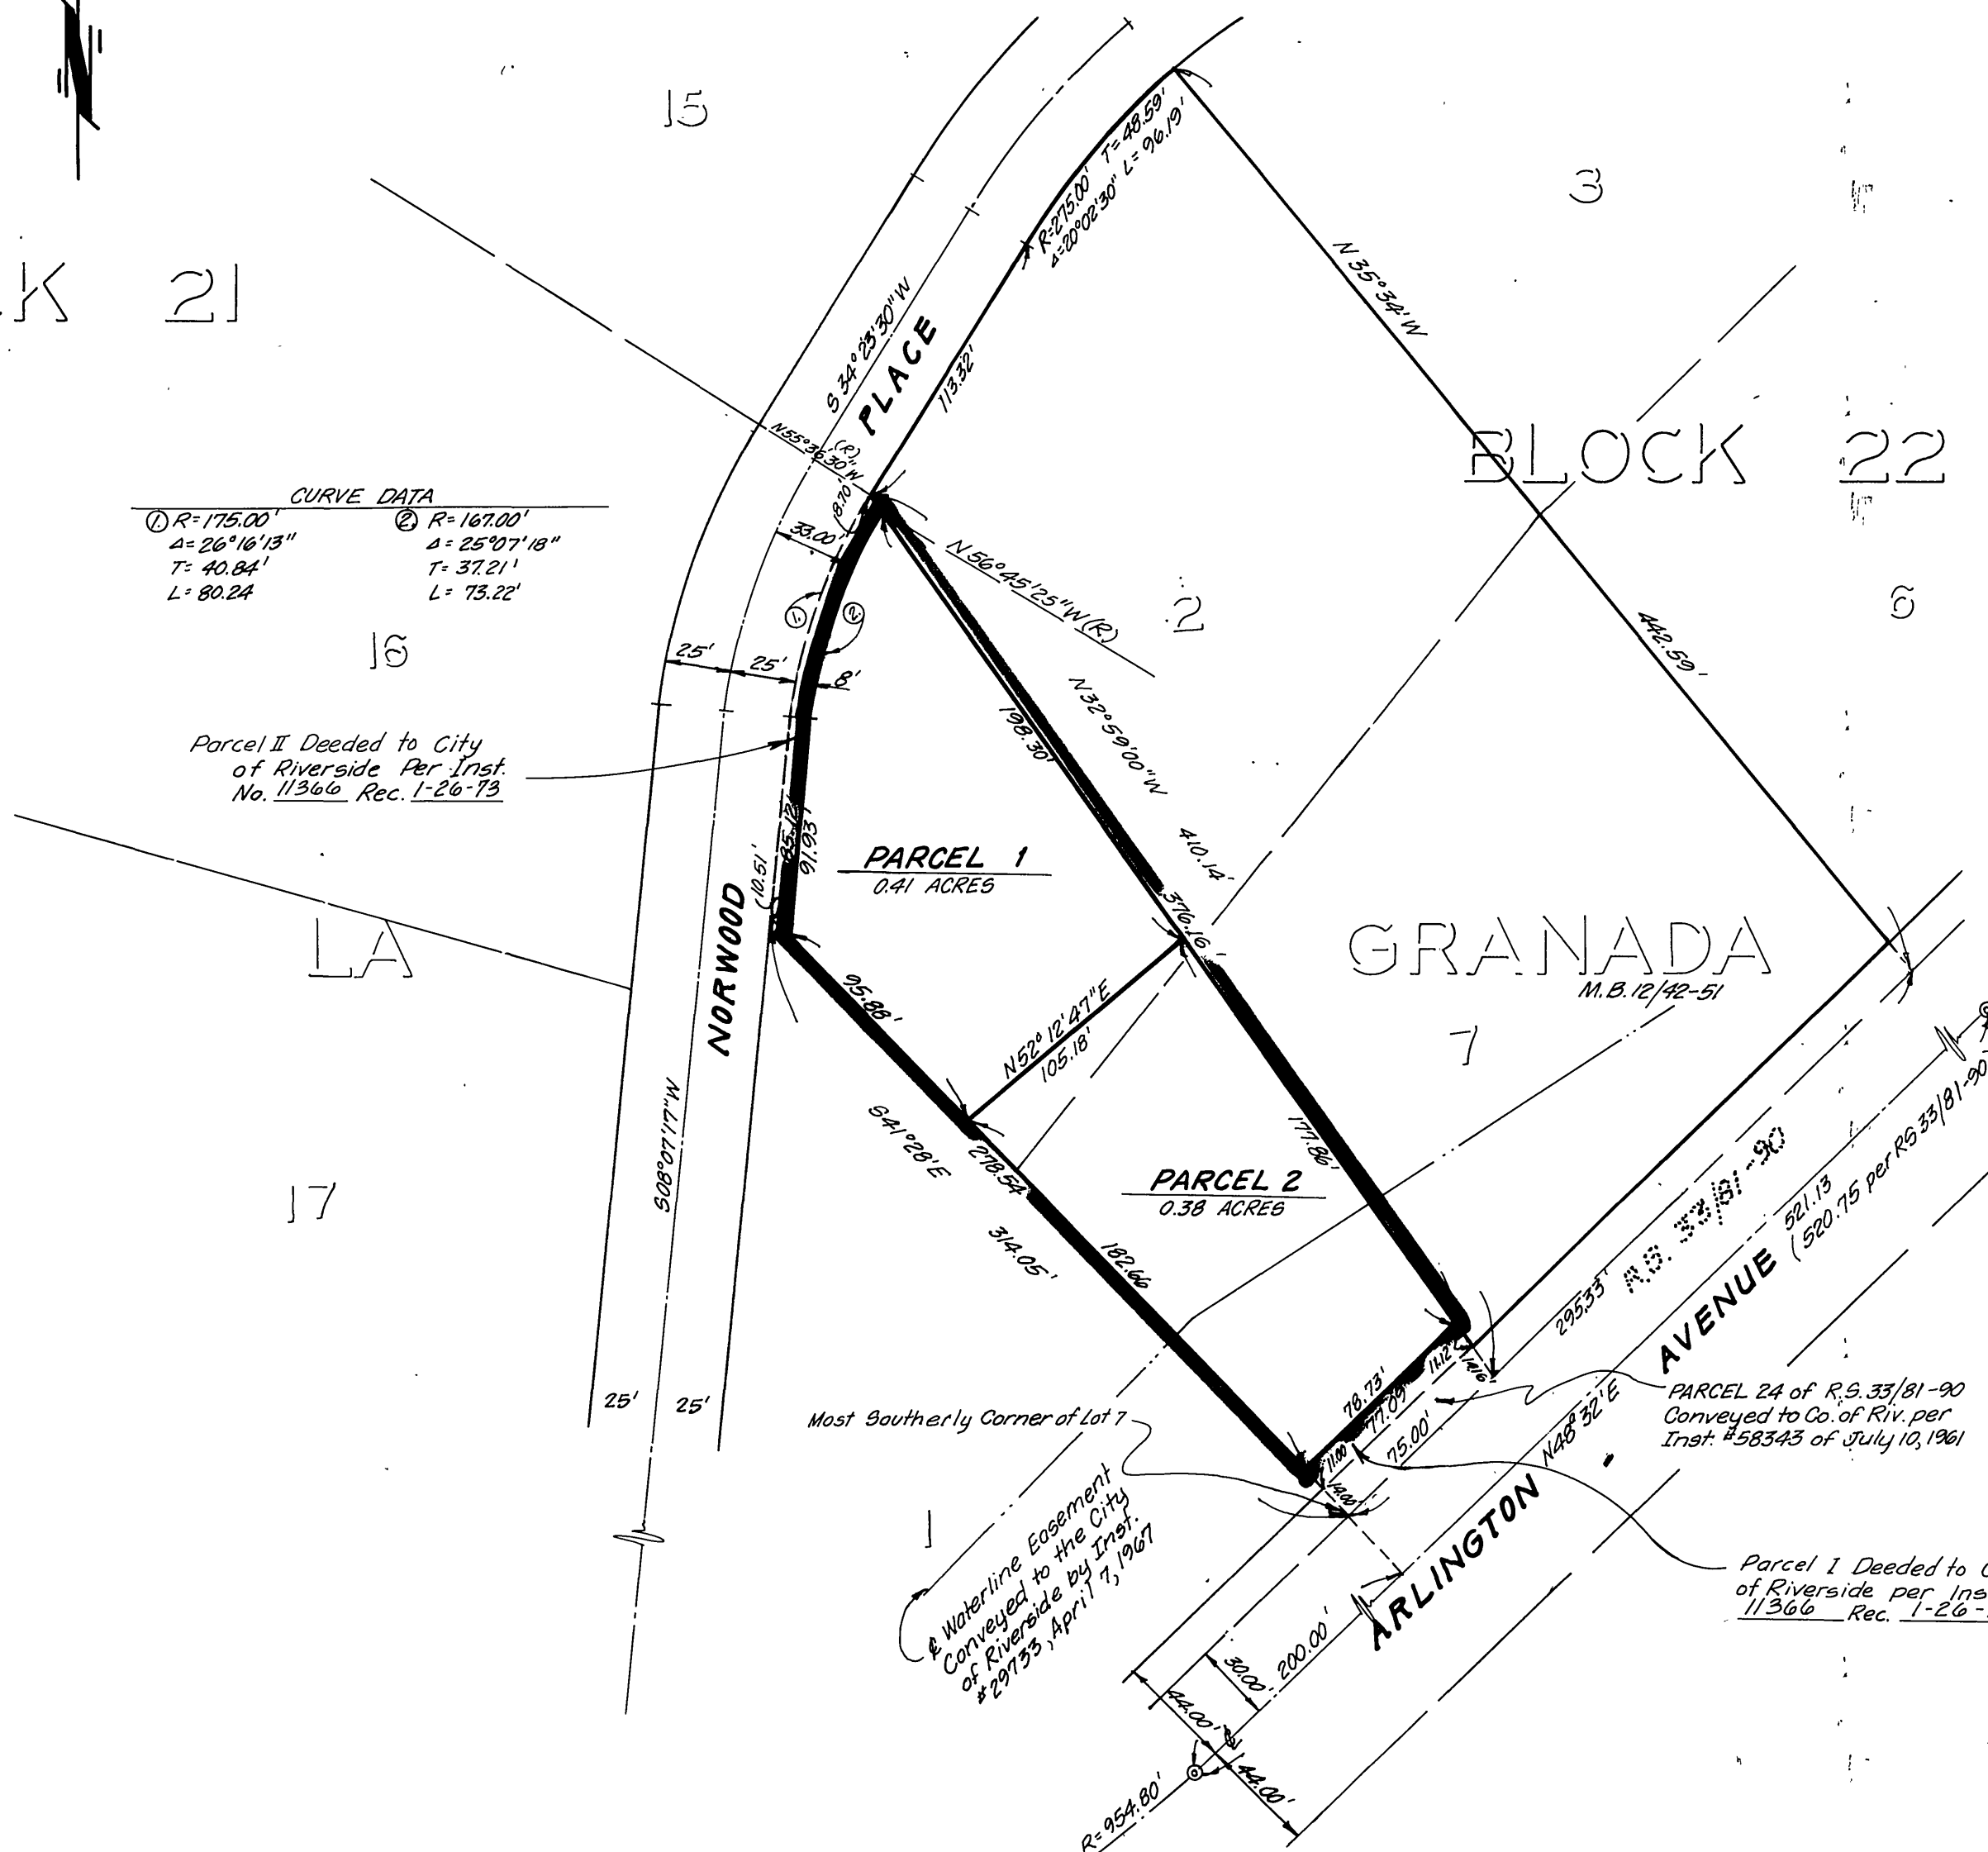 N
15
3
K 21
R=275.00' T=48.59'
Δ=20°02'30" L=96.19'
N35°34'W
442.59'
S 34°23'30"W
PLACE
113.32'
BLOCK 22
N55°36'30"W
(R)
8.70'
33.00'
CURVE DATA
① R=175.00'
Δ=26°16'13"
T=40.84'
L=80.24
② R=167.00'
Δ=25°07'18"
T=37.21'
L=73.22'
N56°45'25"W(R)
2
6
16
1.
2.
25'
25'
8'
Parcel II Deeded to City
of Riverside Per Inst.
No. 11366 Rec. 1-26-73
198.30'
N32°59'00"W
410.14'
376.16'
85.12'
91.93'
(10.51'
PARCEL 1
0.41 ACRES
LA
NORWOOD
GRANADA
M.B. 12/42-51
95.88'
N52°12'47"E
105.18'
7
S08°07'17"W
S41°28'E
278.54'
314.05'
182.66
177.86'
PARCEL 2
0.38 ACRES
17
R.S. 33/81-90
295.33'
AVENUE
521.13
(520.75 per RS 33/81-90
25'
25'
Most Southerly Corner of Lot 7
78.73'
77.09'
75.00'
11.12'
14.16'
11.00
14.00'
N48°32'E
PARCEL 24 of R.S. 33/81-90
Conveyed to Co. of Riv. per
Inst. #58343 of July 10, 1961
1
℄ Waterline Easement
Conveyed to the City
of Riverside by Inst.
#29733, April 7, 1967
ARLINGTON
Parcel I Deeded to C
of Riverside per Ins
11366 Rec. 1-26-
200.00'
30.00'
44.00'
℄
44.00'
R=954.80'